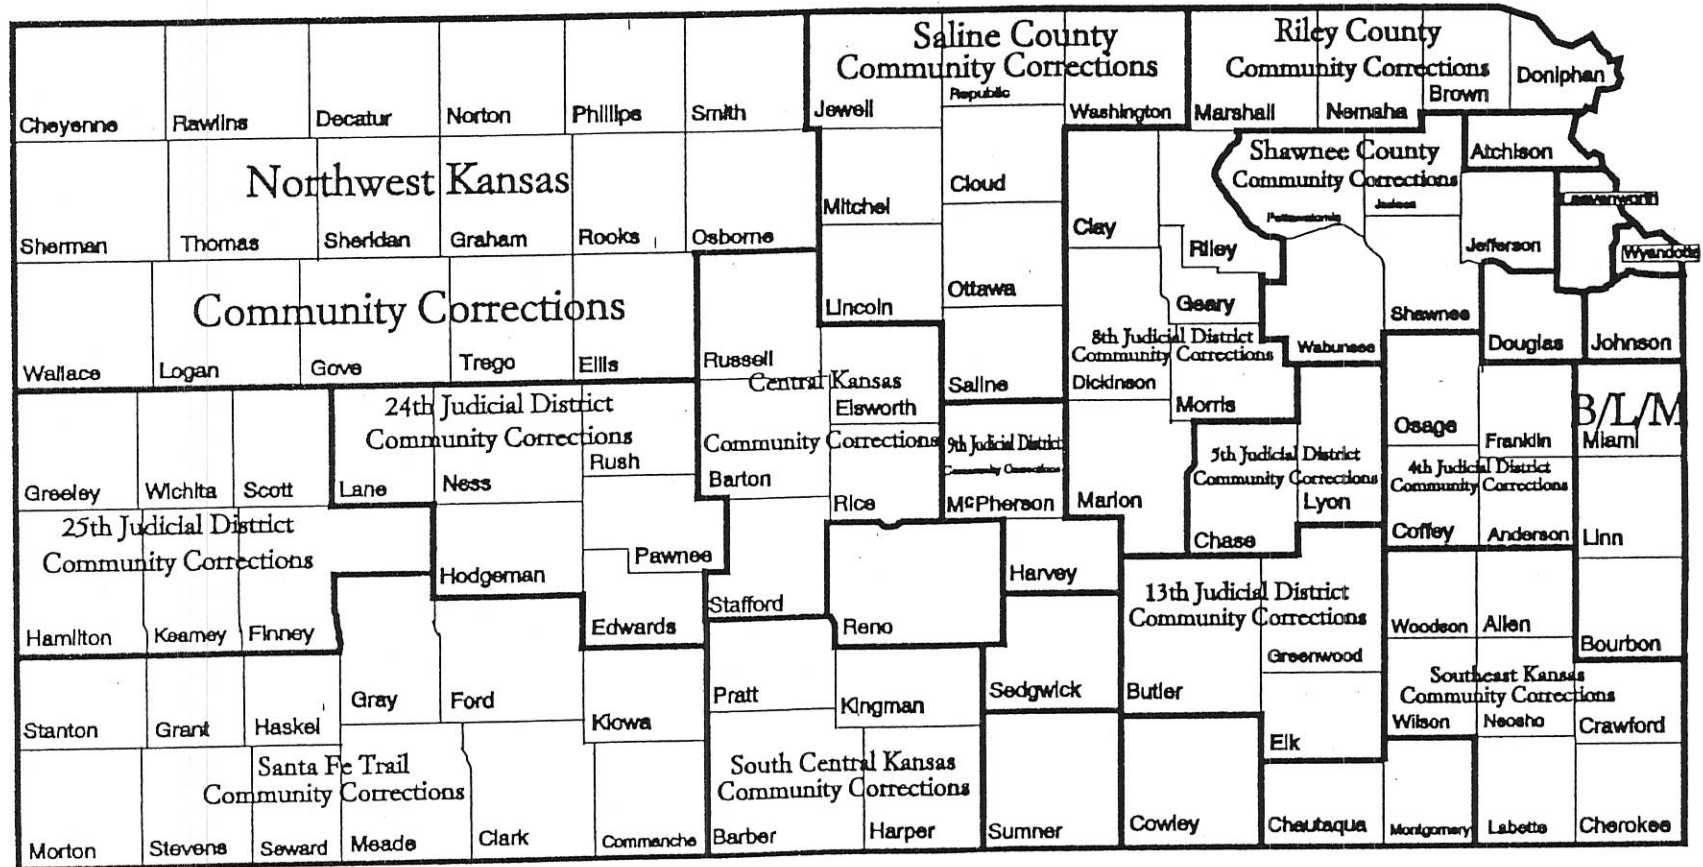 Saline County
Community Corrections
Riley County
Community Corrections
Cheyenne
Rawlins
Decatur
Norton
Phillips
Smith
Jewell
Republic
Washington
Marshall
Nemaha
Brown
Doniphan
Northwest Kansas
Community Corrections
Sherman
Thomas
Sheridan
Graham
Rooks
Osborne
Mitchel
Cloud
Clay
Riley
Shawnee County
Community Corrections
Pottawatomie
Jackson
Atchison
Jefferson
Leavenworth
Wyandotte
Wallace
Logan
Gove
Trego
Ellis
Russell
Lincoln
Ottawa
Saline
Geary
8th Judicial District
Community Corrections
Dickinson
Morris
Wabunsee
Shawnee
Douglas
Johnson
Central Kansas
Community Corrections
Elsworth
Barton
Rice
Stafford
9th Judicial District
Community Corrections
McPherson
Marion
24th Judicial District
Community Corrections
Rush
Lane
Ness
Pawnee
Hodgeman
Edwards
Greeley
Wichita
Scott
25th Judicial District
Community Corrections
Hamilton
Kearney
Finney
5th Judicial District
Community Corrections
Lyon
Chase
Osage
Franklin
4th Judicial District
Community Corrections
Coffey
Anderson
B/L/M
Miami
Linn
Bourbon
Reno
Harvey
Sedgwick
Sumner
13th Judicial District
Community Corrections
Greenwood
Butler
Elk
Cowley
Chautaqua
Woodson
Allen
Southeast Kansas
Community Corrections
Wilson
Neosho
Crawford
Montgomery
Labette
Cherokee
Stanton
Grant
Haskel
Gray
Ford
Kiowa
Santa Fe Trail
Community Corrections
Morton
Stevens
Seward
Meade
Clark
Commanche
Pratt
Kingman
South Central Kansas
Community Corrections
Barber
Harper